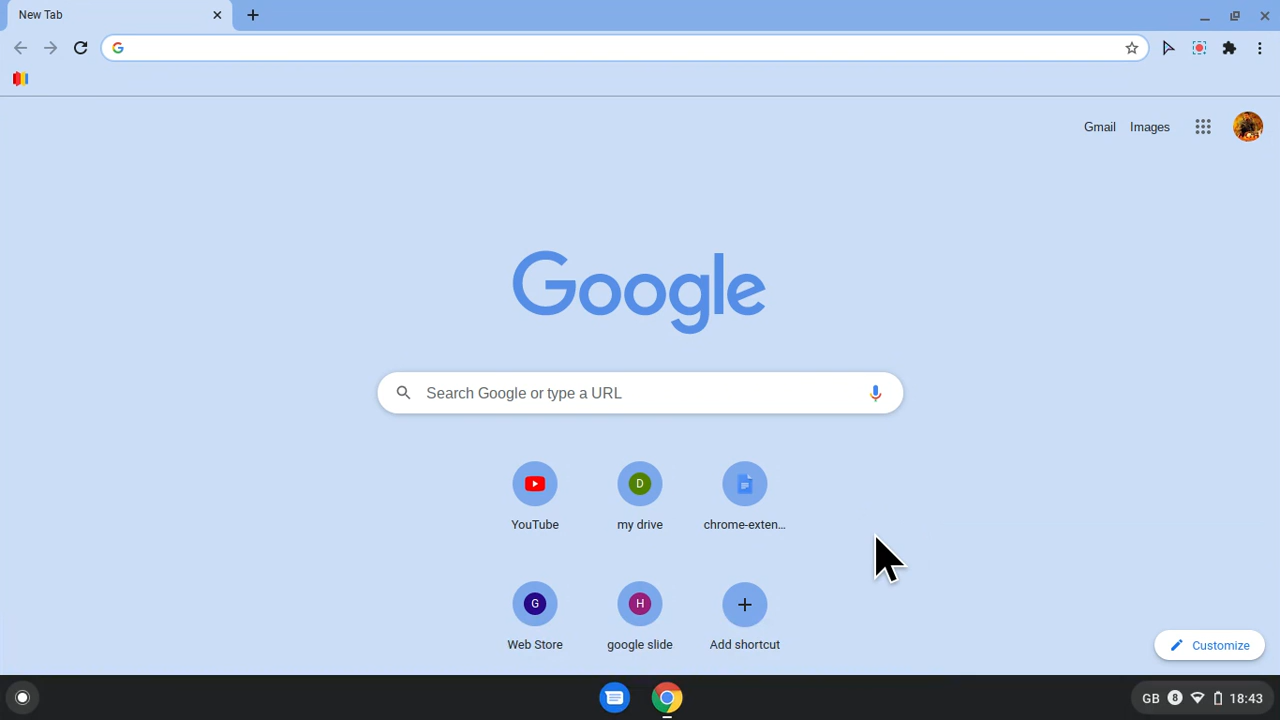 New Tab
Gmail Images
Google
Search Google or type a URL
D
YouTube my drive chrome-exten...
G H
Web Store google slide Add shortcut
Customize
GB 8 18:43